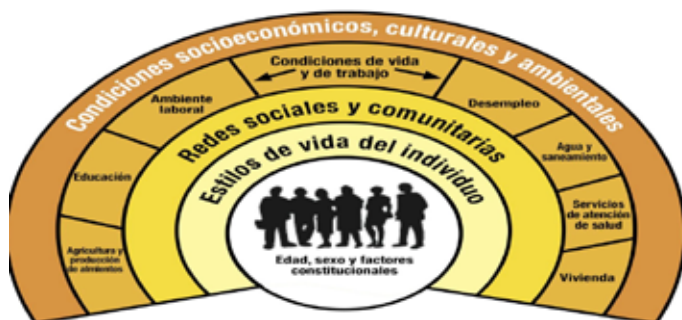 Condiciones socioeconómicos, culturales y ambientales
Condiciones de vida
y de trabajo
Ambiente
laboral
Desempleo
Redes sociales y comunitarias
Agua y
saneamiento
Estilos de vida del individuo
Educación
Servicios
de atención
de salud
Agricultura y
producción
de alimientos
Edad, sexo y factores
constitucionales
Vivienda